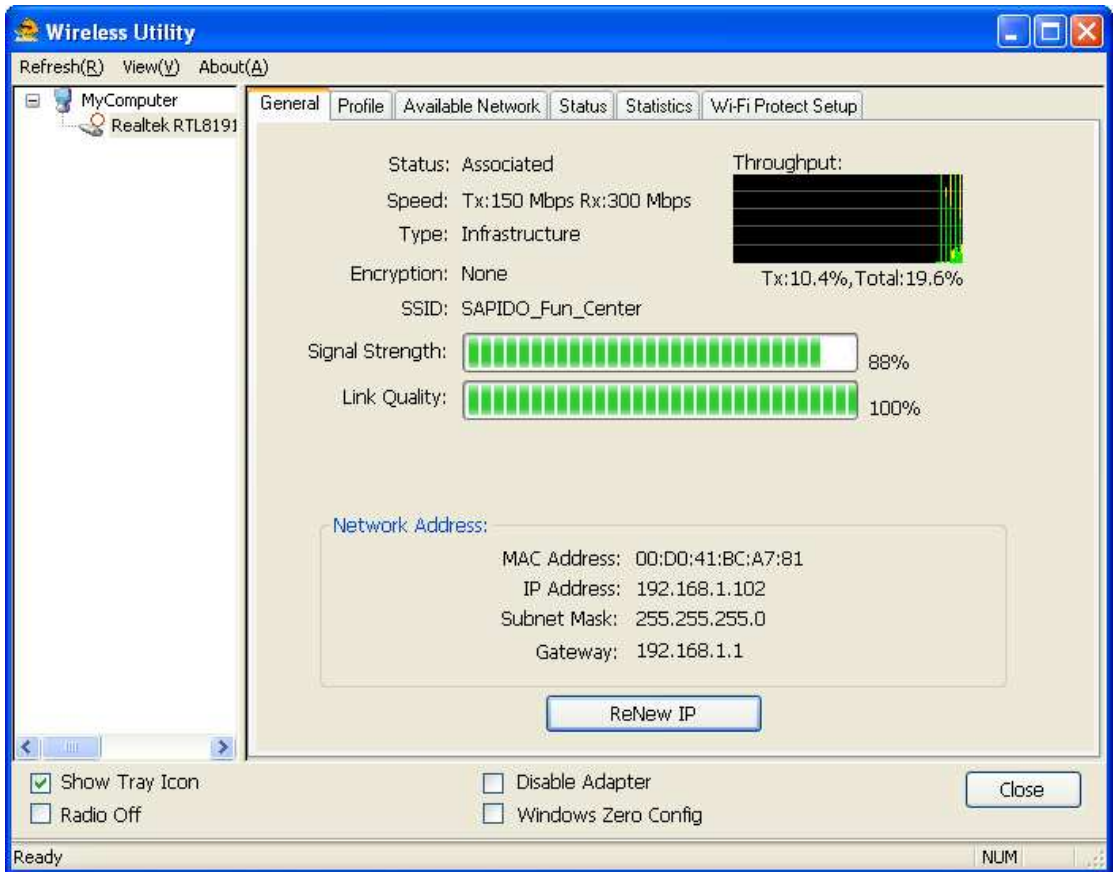 Wireless Utility
Refresh(R) View(V) About(A)
MyComputer
Realtek RTL8191
General Profile Available Network Status Statistics Wi-Fi Protect Setup
Status: Associated
Speed: Tx:150 Mbps Rx:300 Mbps
Type: Infrastructure
Encryption: None
SSID: SAPIDO_Fun_Center
Throughput:
Tx:10.4%,Total:19.6%
Signal Strength: 88%
Link Quality: 100%
Network Address:
MAC Address: 00:D0:41:BC:A7:81
IP Address: 192.168.1.102
Subnet Mask: 255.255.255.0
Gateway: 192.168.1.1
ReNew IP
Show Tray Icon
Radio Off
Disable Adapter
Windows Zero Config
Close
Ready
NUM